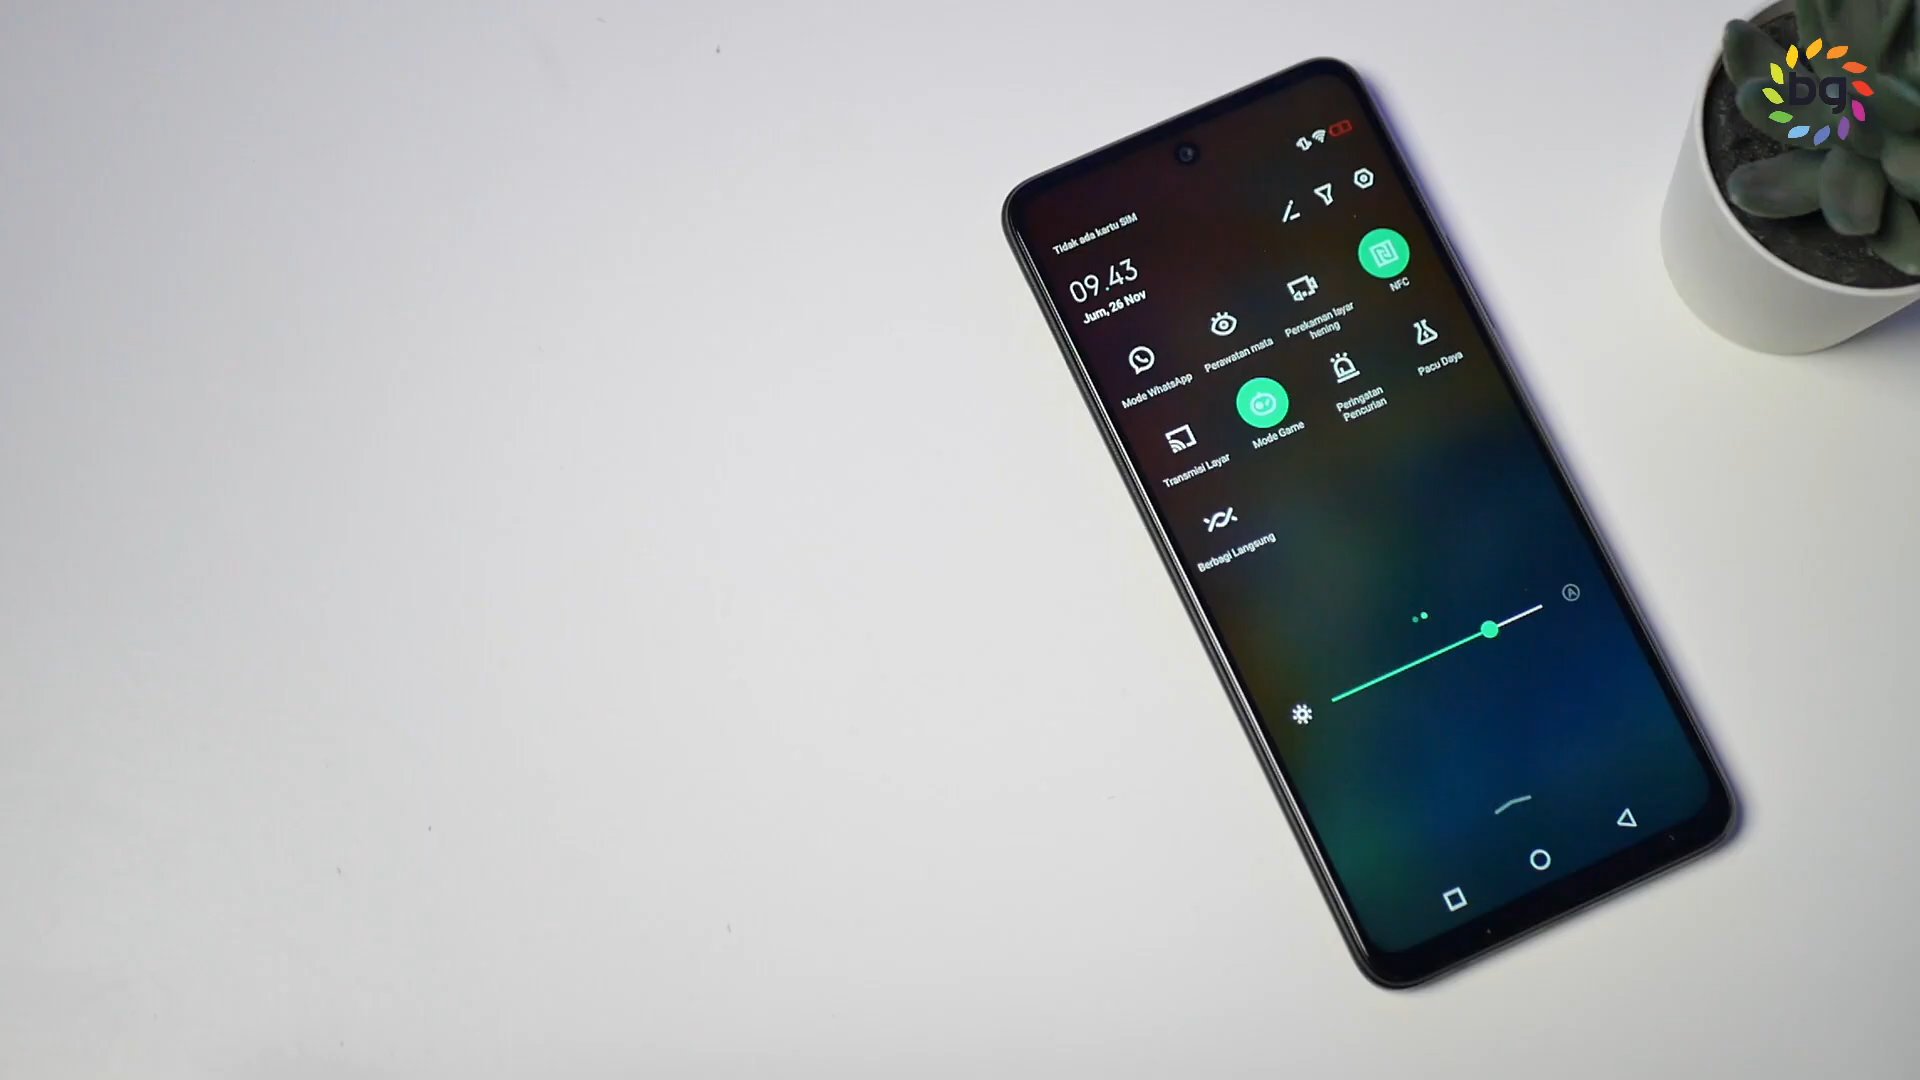 bg
Tidak ada kartu SIM
09.43
Jum, 26 Nov
Mode WhatsApp
Perawatan mata
Perekaman layar
hening
NFC
Transmisi Layar
Mode Game
Peringatan
Pencurian
Pacu Daya
Berbagi Langsung
A